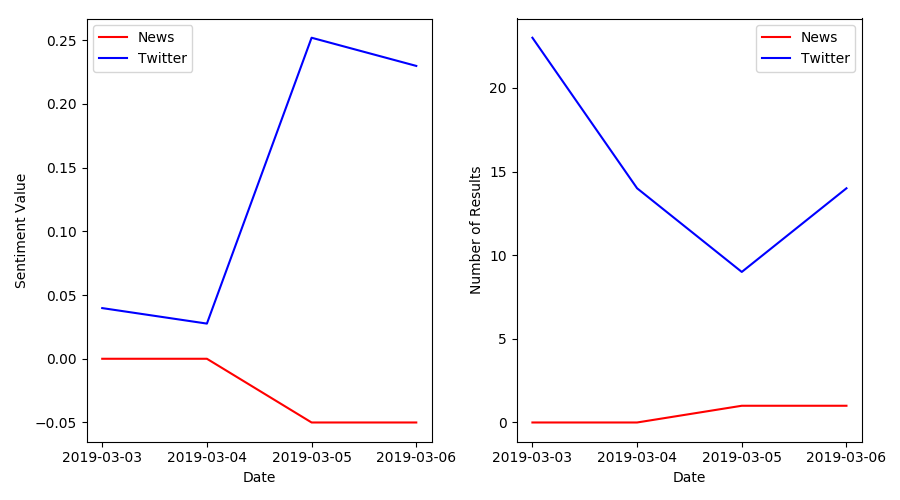 News
Twitter
0.25
0.20
0.15
0.10
0.05
0.00
−0.05
Sentiment Value
2019-03-03 2019-03-04 2019-03-05 2019-03-06
Date
News
Twitter
20
15
10
5
0
Number of Results
2019-03-03 2019-03-04 2019-03-05 2019-03-06
Date